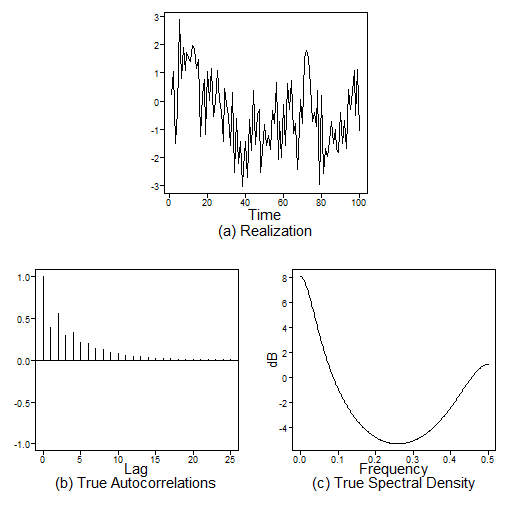 3
2
1
0
-1
-2
-3
0 20 40 60 80 100
Time
(a) Realization
1.0
0.5
0.0
-0.5
-1.0
0 5 10 15 20 25
Lag
(b) True Autocorrelations
8
6
4
2
0
-2
-4
dB
0.0 0.1 0.2 0.3 0.4 0.5
Frequency
(c) True Spectral Density